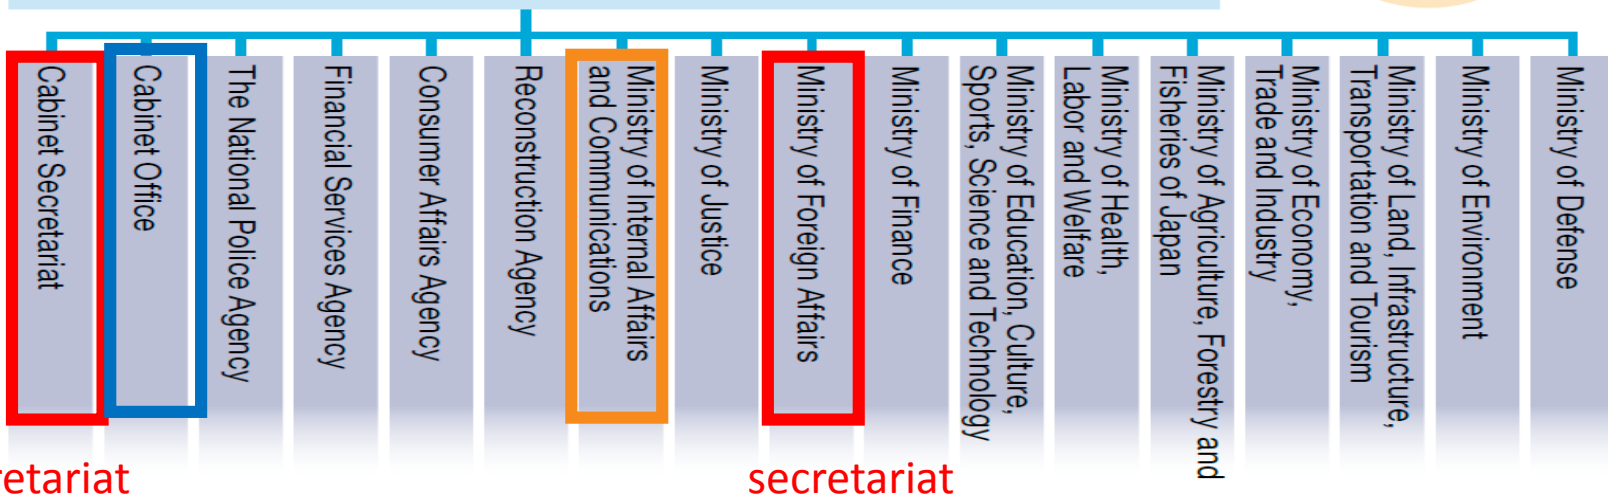 Cabinet Secretariat
Cabinet Office
The National Police Agency
Financial Services Agency
Consumer Affairs Agency
Reconstruction Agency
Ministry of Internal Affairs
and Communications
Ministry of Justice
Ministry of Foreign Affairs
Ministry of Finance
Ministry of Education, Culture,
Sports, Science and Technology
Ministry of Health,
Labor and Welfare
Ministry of Agriculture, Forestry and
Fisheries of Japan
Ministry of Economy,
Trade and Industry
Ministry of Land, Infrastructure,
Transportation and Tourism
Ministry of Environment
Ministry of Defense
retariat
secretariat